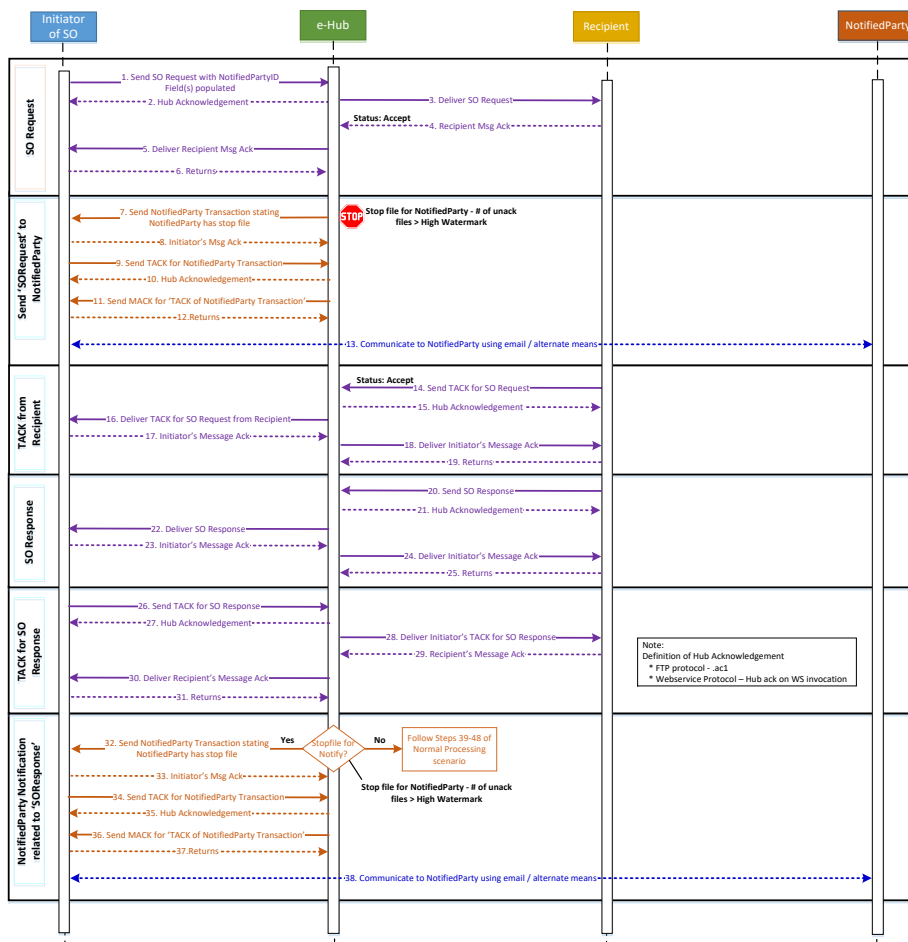 Initiator
of SO
e-Hub
Recipient
NotifiedParty
SO Request
1. Send SO Request with NotifiedPartyID
Field(s) populated
2. Hub Acknowledgement
3. Deliver SO Request
Status: Accept
4. Recipient Msg Ack
5. Deliver Recipient Msg Ack
6. Returns
Send 'SORequest' to
NotifiedParty
7. Send NotifiedParty Transaction stating
NotifiedParty has stop file
STOP
Stop file for NotifiedParty - # of unack
files > High Watermark
8. Initiator's Msg Ack
9. Send TACK for NotifiedParty Transaction
10. Hub Acknowledgement
11. Send MACK for 'TACK of NotifiedParty Transaction'
12.Returns
13. Communicate to NotifiedParty using email / alternate means
TACK from
Recipient
Status: Accept
14. Send TACK for SO Request
15. Hub Acknowledgement
16. Deliver TACK for SO Request from Recipient
17. Initiator's Message Ack
18. Deliver Initiator's Message Ack
19. Returns
SO Response
20. Send SO Response
21. Hub Acknowledgement
22. Deliver SO Response
23. Initiator's Message Ack
24. Deliver Initiator's Message Ack
25. Returns
TACK for SO
Response
26. Send TACK for SO Response
27. Hub Acknowledgement
28. Deliver Initiator's TACK for SO Response
29. Recipient's Message Ack
30. Deliver Recipient's Message Ack
31. Returns
Note:
Definition of Hub Acknowledgement
* FTP protocol - .ac1
* Webservice Protocol – Hub ack on WS invocation
NotifiedParty Notification
related to 'SOResponse'
32. Send NotifiedParty Transaction stating
NotifiedParty has stop file
Yes
Stopfile for
Notify?
No
Follow Steps 39-48 of
Normal Processing
scenario
33. Initiator's Msg Ack
Stop file for NotifiedParty - # of unack
files > High Watermark
34. Send TACK for NotifiedParty Transaction
35. Hub Acknowledgement
36. Send MACK for 'TACK of NotifiedParty Transaction'
37.Returns
38. Communicate to NotifiedParty using email / alternate means